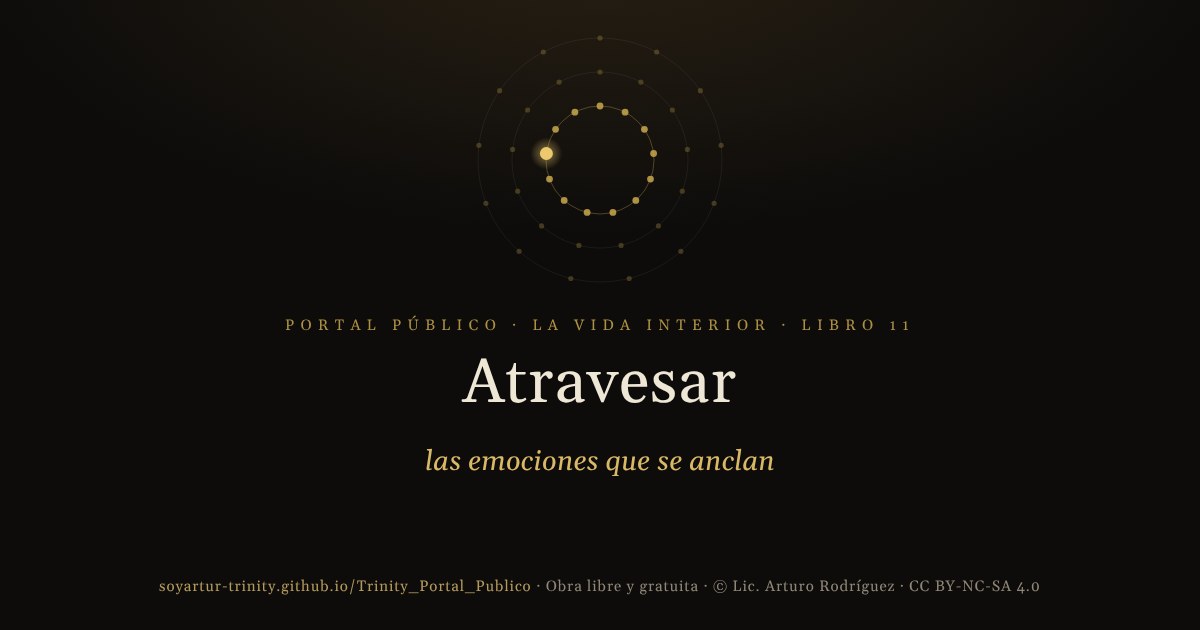 PORTAL PÚBLICO · LA VIDA INTERIOR · LIBRO 11
Atravesar
las emociones que se anclan
soyartur-trinity.github.io/Trinity_Portal_Publico · Obra libre y gratuita · © Lic. Arturo Rodríguez · CC BY-NC-SA 4.0